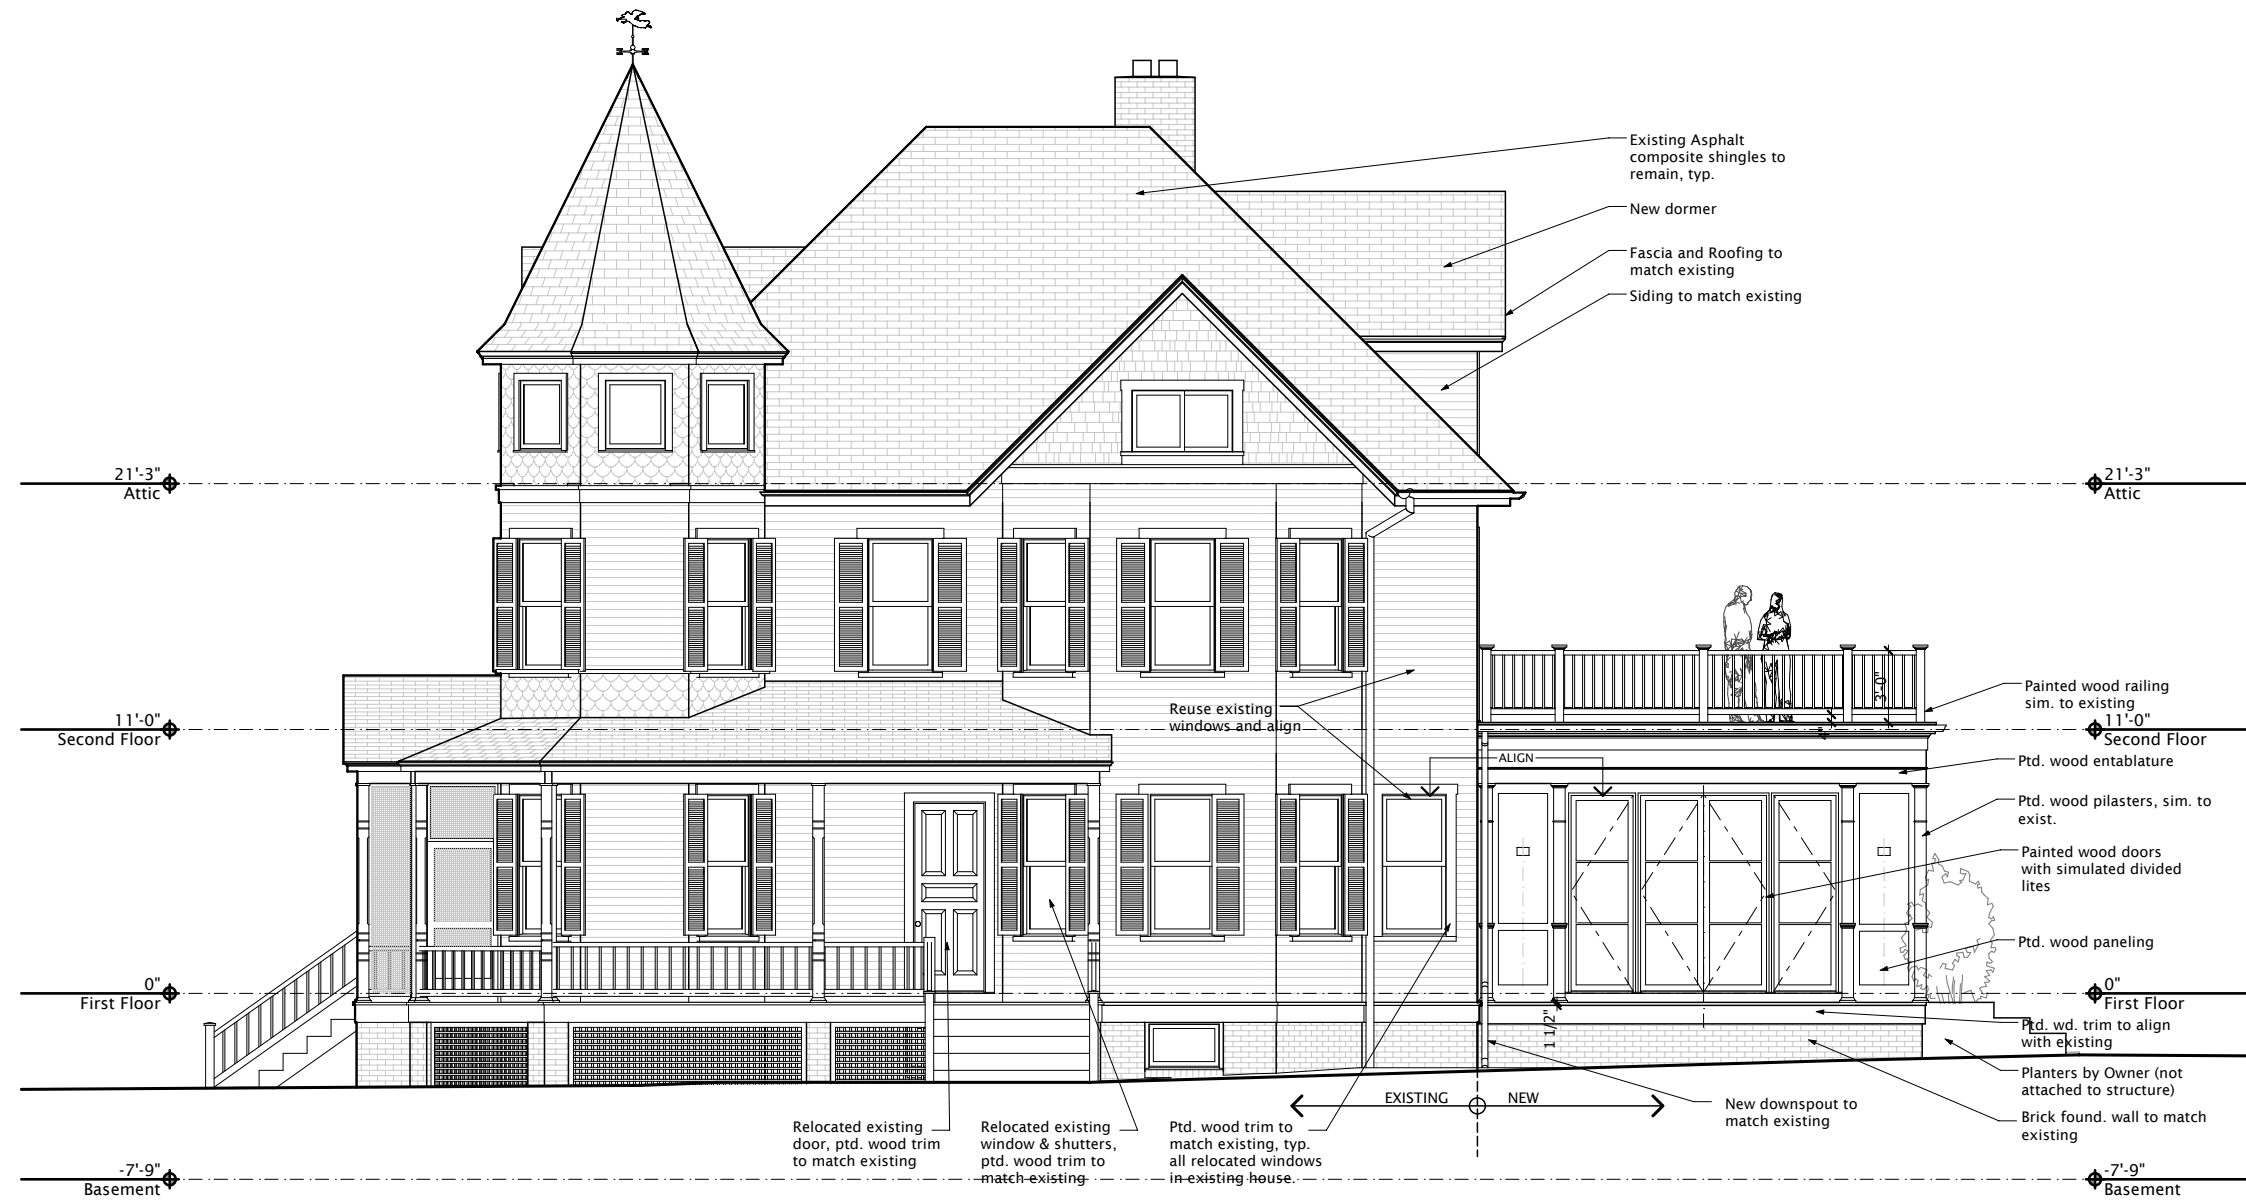 Existing Asphalt
composite shingles to
remain, typ.
New dormer
Fascia and Roofing to
match existing
Siding to match existing
21'-3"
Attic
21'-3"
Attic
Reuse existing
windows and align
3'-0"
4"
Painted wood railing
sim. to existing
11'-0"
Second Floor
11'-0"
Second Floor
ALIGN
Ptd. wood entablature
Ptd. wood pilasters, sim. to
exist.
Painted wood doors
with simulated divided
lites
Ptd. wood paneling
0"
First Floor
0"
First Floor
1 1/2"
Ptd. wd. trim to align
with existing
Planters by Owner (not
attached to structure)
EXISTING
NEW
New downspout to
match existing
Brick found. wall to match
existing
Relocated existing
door, ptd. wood trim
to match existing
Relocated existing
window & shutters,
ptd. wood trim to
match existing
Ptd. wood trim to
match existing, typ.
all relocated windows
in existing house.
-7'-9"
Basement
-7'-9"
Basement